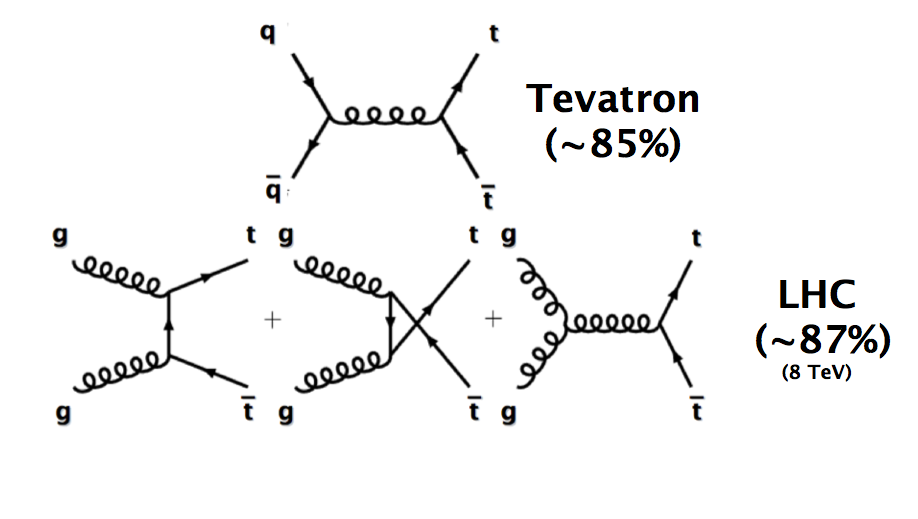 q t
Tevatron
(~85%)
q̄ t̄
g t g t g t
LHC
(~87%)
(8 TeV)
+ +
g t̄ g t̄ g t̄